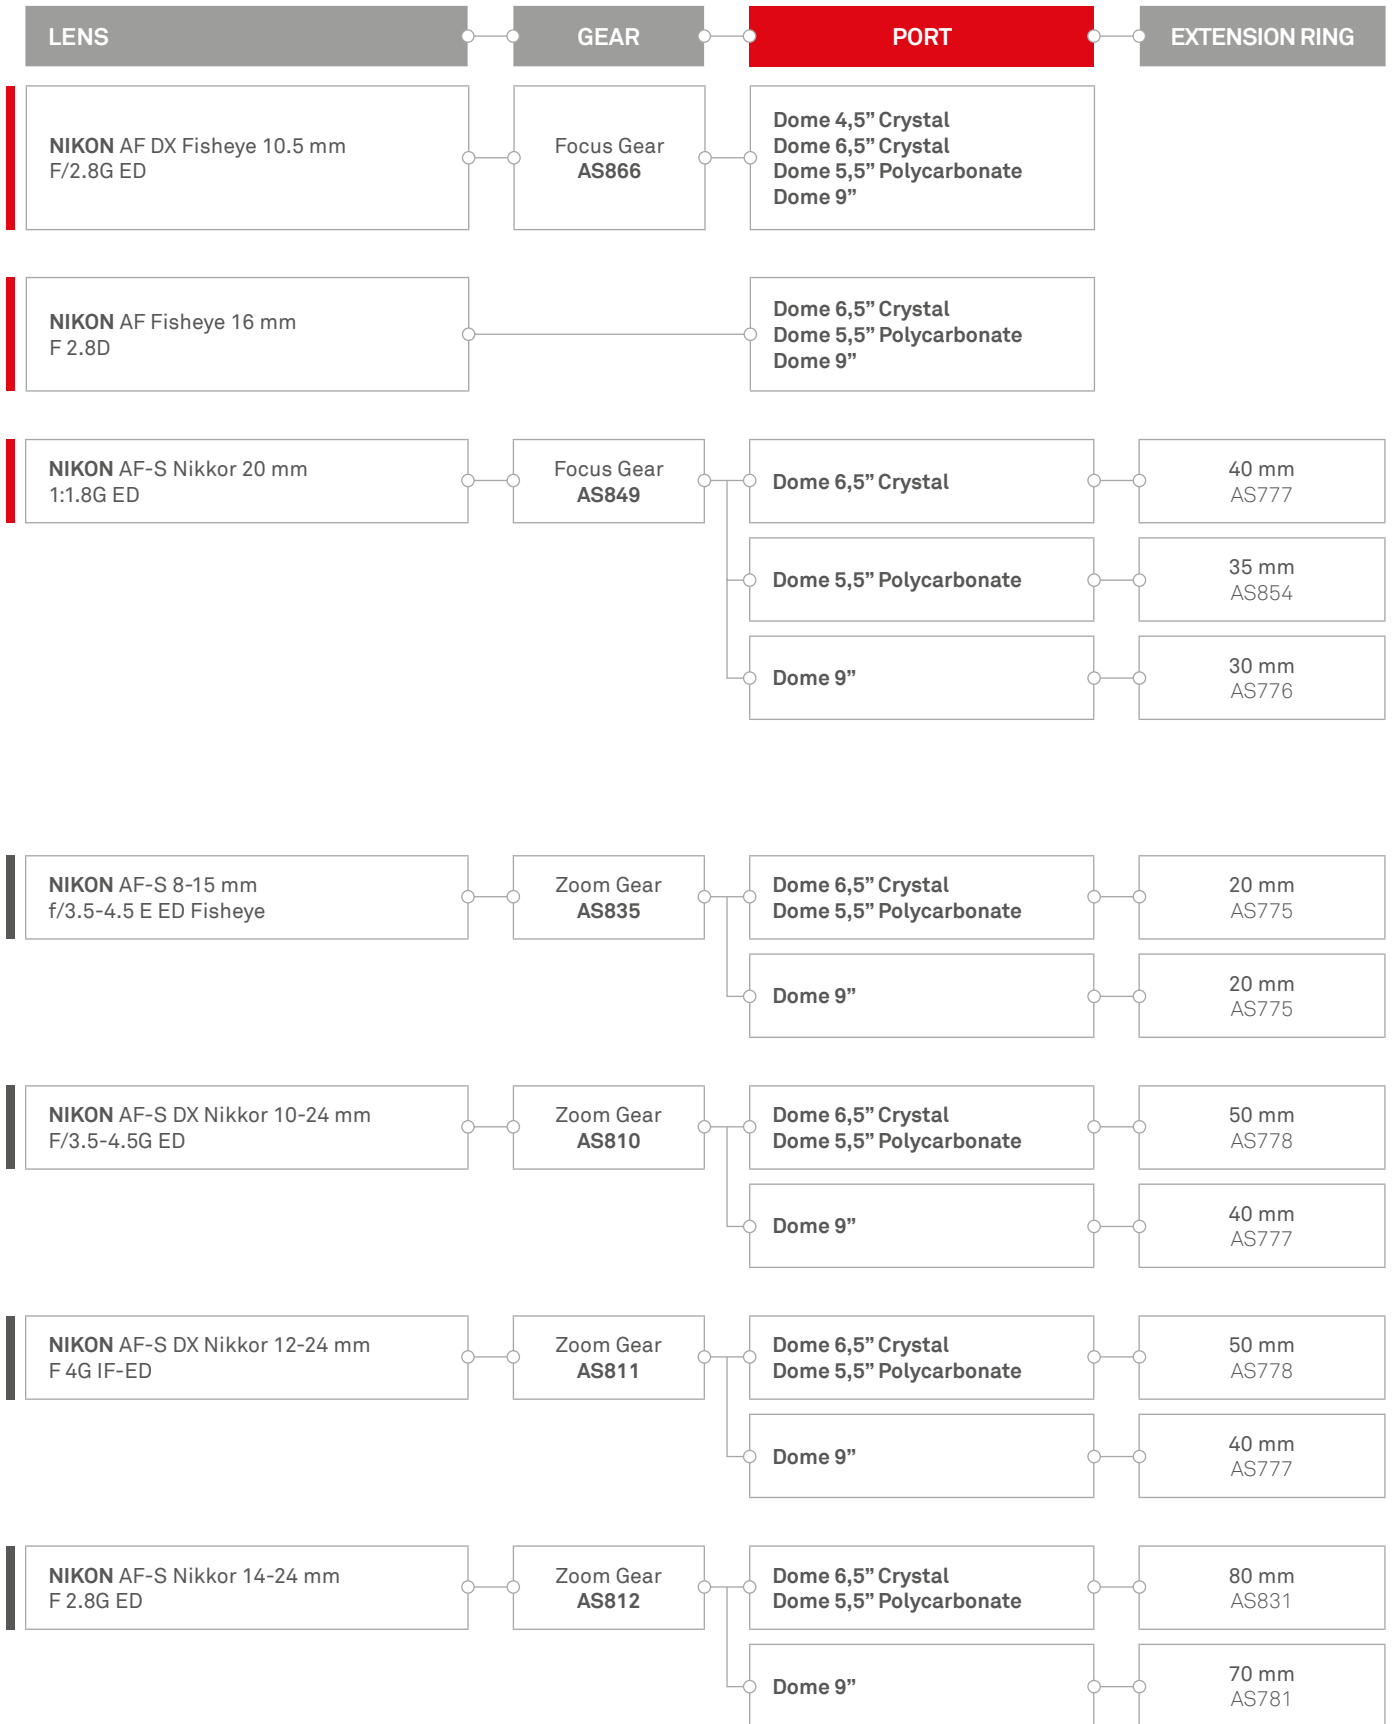 LENS
GEAR
PORT
EXTENSION RING
NIKON AF DX Fisheye 10.5 mm
F/2.8G ED
Focus Gear
AS866
Dome 4,5” Crystal
Dome 6,5” Crystal
Dome 5,5” Polycarbonate
Dome 9”
NIKON AF Fisheye 16 mm
F 2.8D
Dome 6,5” Crystal
Dome 5,5” Polycarbonate
Dome 9”
NIKON AF-S Nikkor 20 mm
1:1.8G ED
Focus Gear
AS849
Dome 6,5” Crystal
40 mm
AS777
Dome 5,5” Polycarbonate
35 mm
AS854
Dome 9”
30 mm
AS776
NIKON AF-S 8-15 mm
f/3.5-4.5 E ED Fisheye
Zoom Gear
AS835
Dome 6,5” Crystal
Dome 5,5” Polycarbonate
20 mm
AS775
Dome 9”
20 mm
AS775
NIKON AF-S DX Nikkor 10-24 mm
F/3.5-4.5G ED
Zoom Gear
AS810
Dome 6,5” Crystal
Dome 5,5” Polycarbonate
50 mm
AS778
Dome 9”
40 mm
AS777
NIKON AF-S DX Nikkor 12-24 mm
F 4G IF-ED
Zoom Gear
AS811
Dome 6,5” Crystal
Dome 5,5” Polycarbonate
50 mm
AS778
Dome 9”
40 mm
AS777
NIKON AF-S Nikkor 14-24 mm
F 2.8G ED
Zoom Gear
AS812
Dome 6,5” Crystal
Dome 5,5” Polycarbonate
80 mm
AS831
Dome 9”
70 mm
AS781